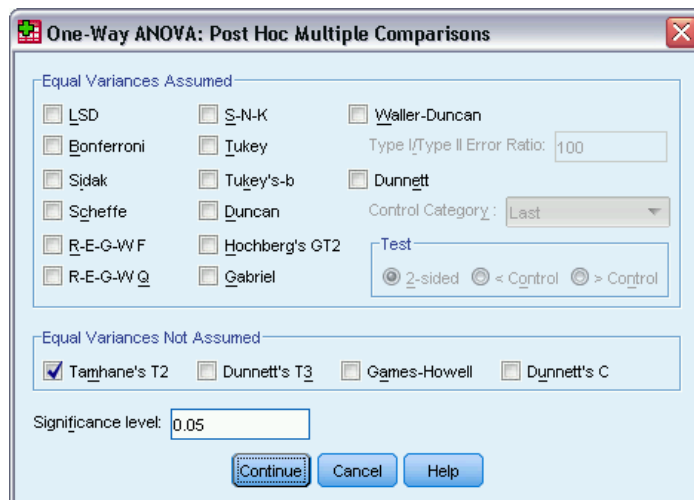 One-Way ANOVA: Post Hoc Multiple Comparisons
Equal Variances Assumed
LSD
S-N-K
Waller-Duncan
Bonferroni
Tukey
Type I/Type II Error Ratio: 100
Sidak
Tukey's-b
Dunnett
Scheffe
Duncan
Control Category : Last
R-E-G-W F
Hochberg's GT2
Test
R-E-G-W Q
Gabriel
2-sided
< Control
> Control
Equal Variances Not Assumed
Tamhane's T2
Dunnett's T3
Games-Howell
Dunnett's C
Significance level: 0.05
Continue
Cancel
Help